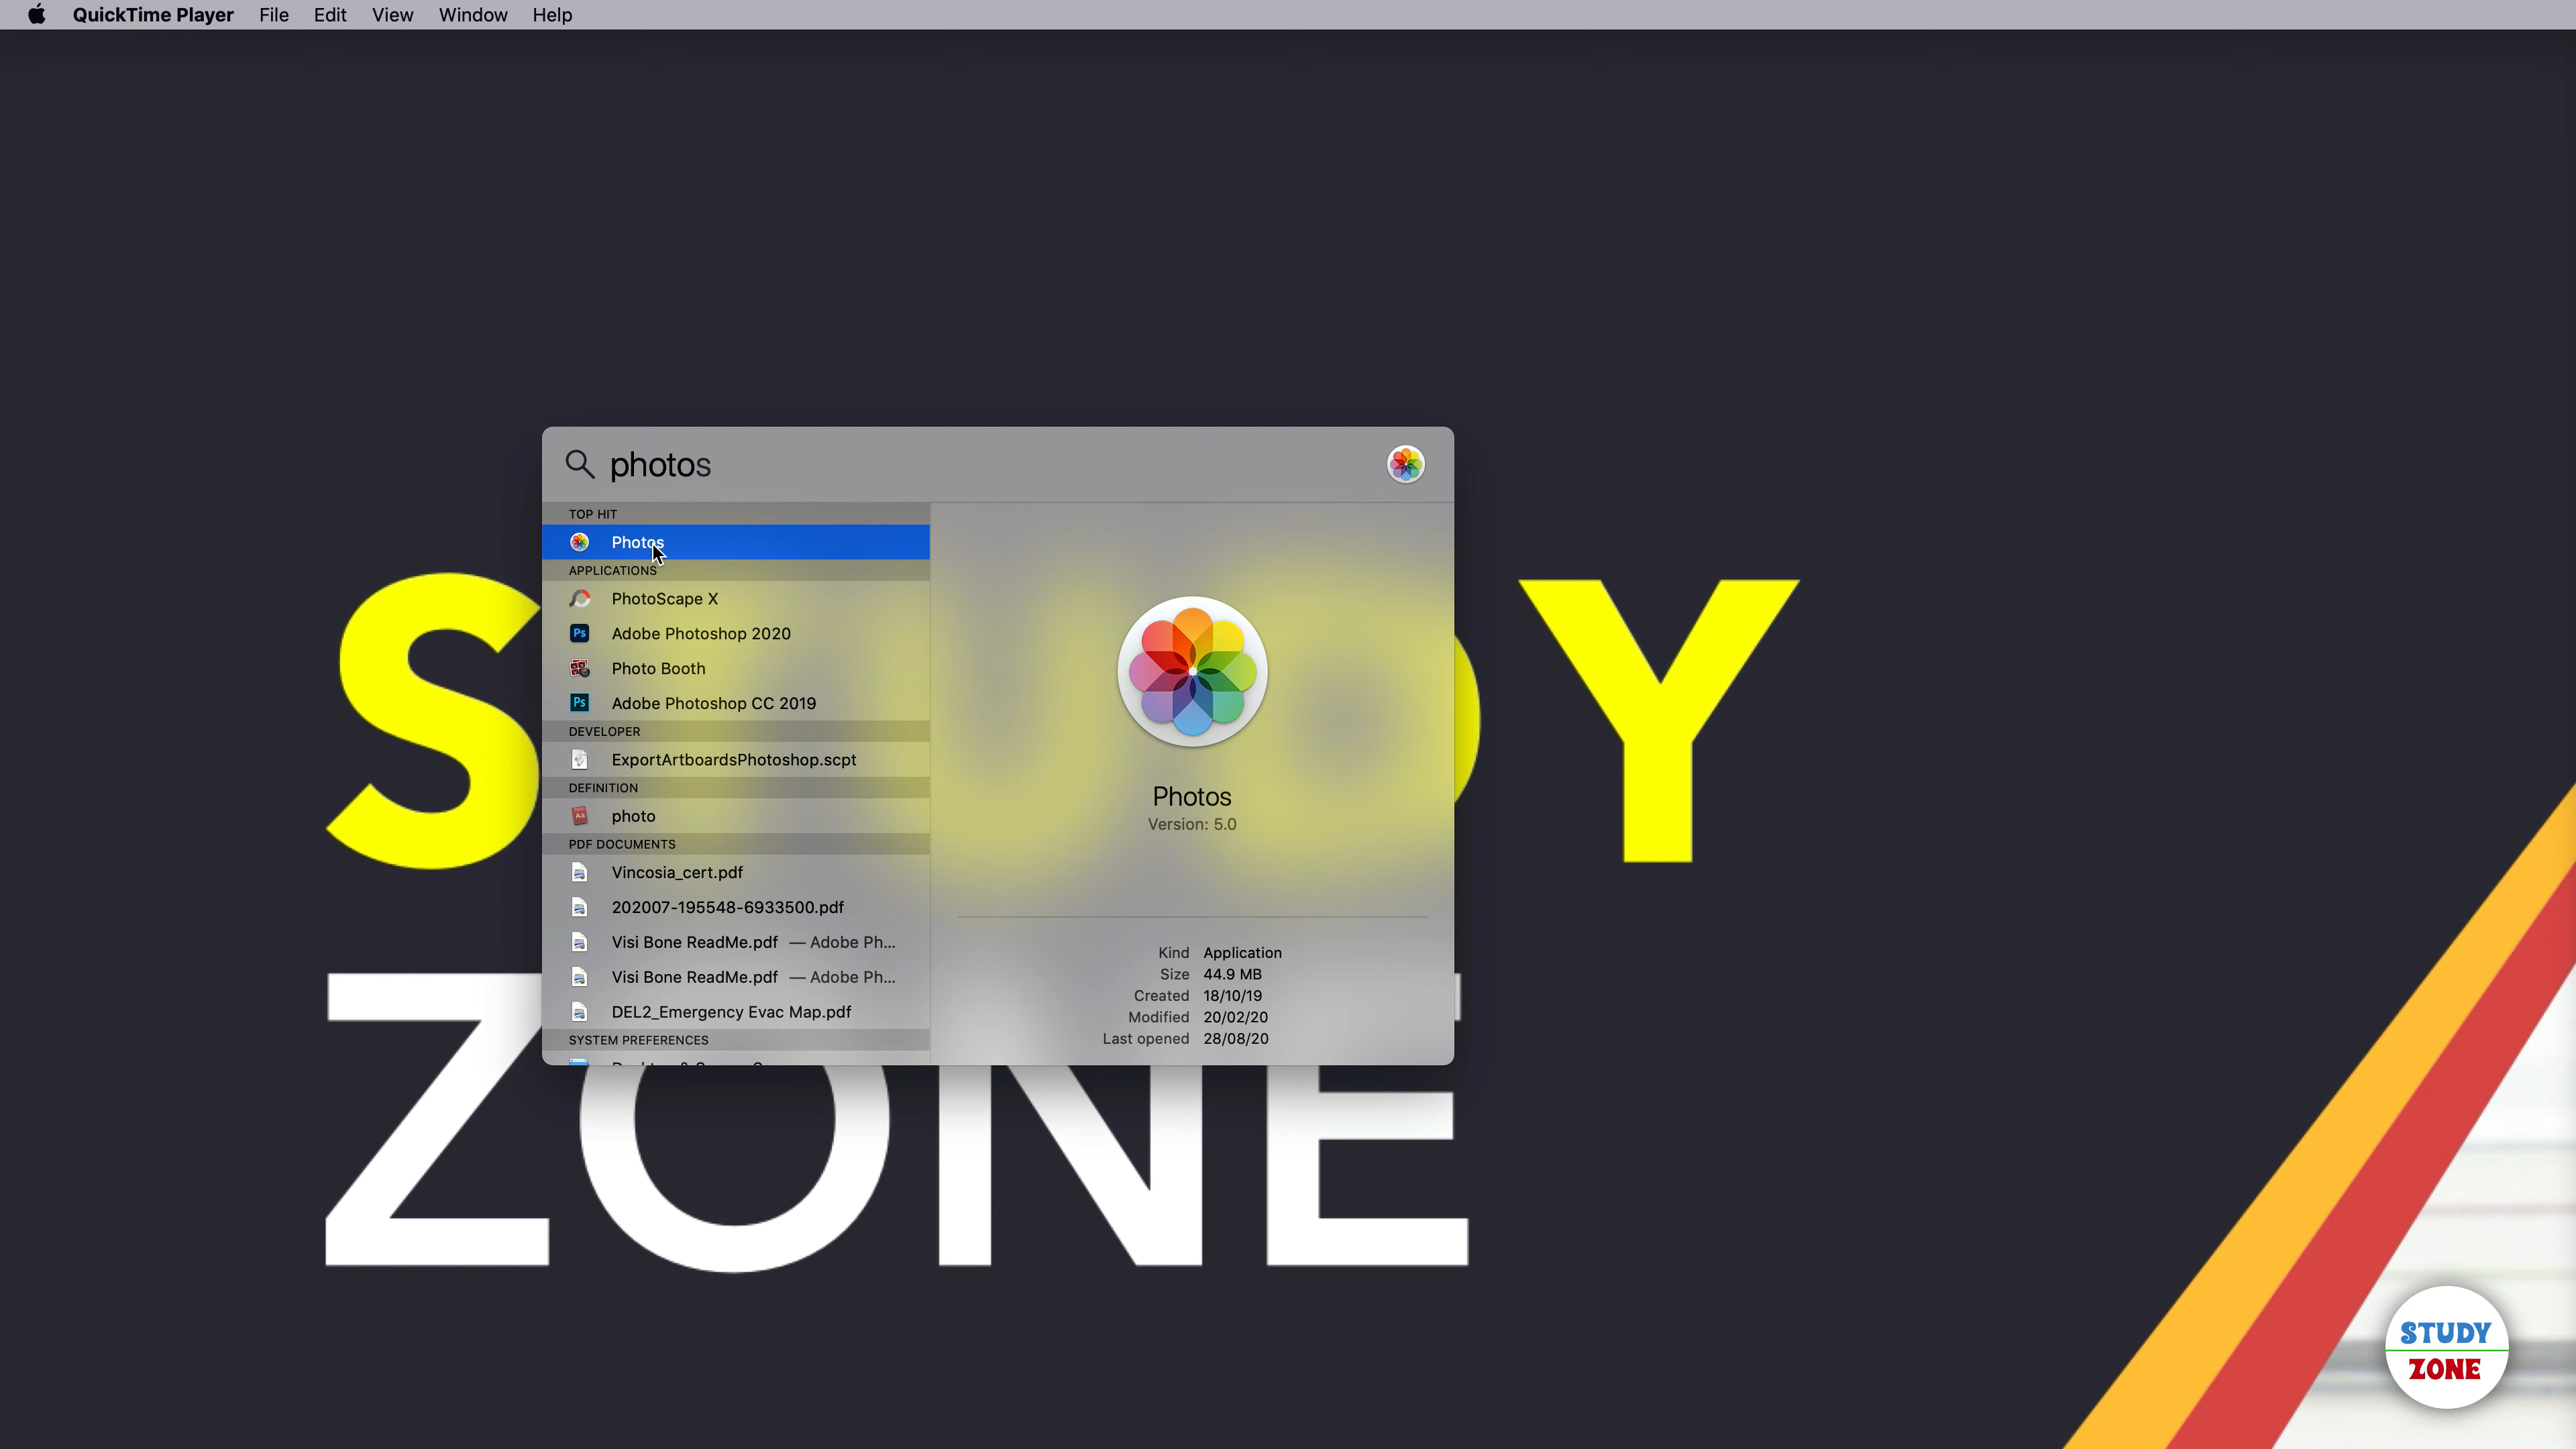 QuickTime Player File Edit View Window Help
photos
TOP HIT
Photos
APPLICATIONS
PhotoScape X
Ps Adobe Photoshop 2020
Photo Booth
Ps Adobe Photoshop CC 2019
DEVELOPER
ExportArtboardsPhotoshop.scpt
DEFINITION
Aa photo
PDF DOCUMENTS
Vincosia_cert.pdf
202007-195548-6933500.pdf
Visi Bone ReadMe.pdf — Adobe Ph...
Visi Bone ReadMe.pdf — Adobe Ph...
DEL2_Emergency Evac Map.pdf
SYSTEM PREFERENCES
Photos
Version: 5.0
Kind Application
Size 44.9 MB
Created 18/10/19
Modified 20/02/20
Last opened 28/08/20
STUDY
ZONE
STUDY
ZONE